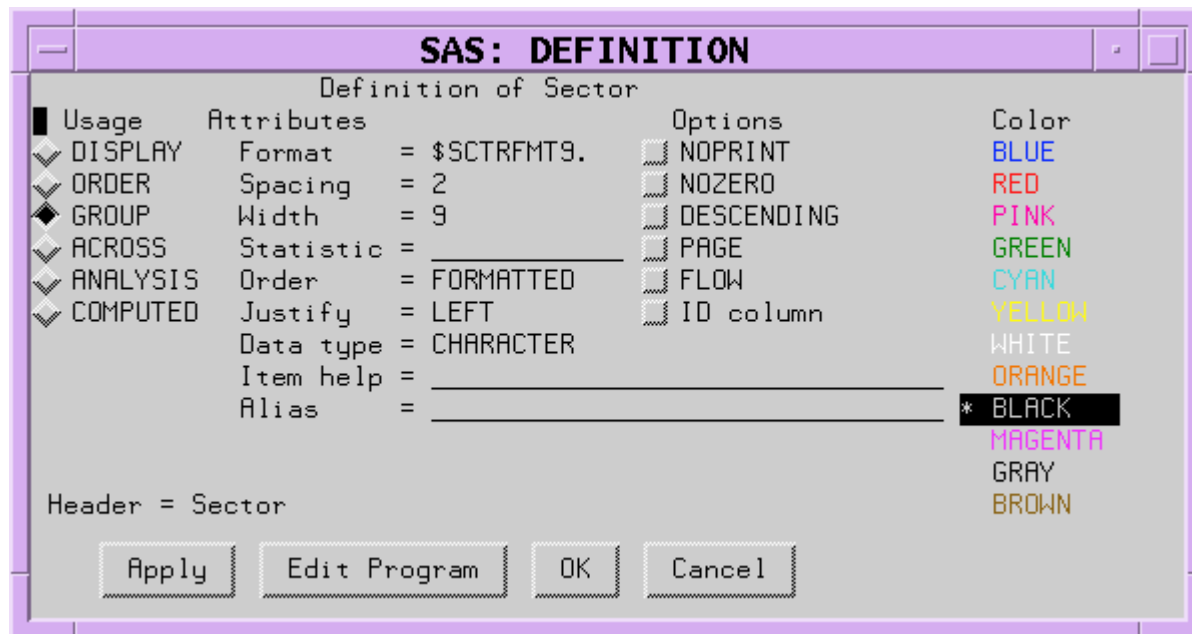 SAS: DEFINITION
Definition of Sector
Usage Attributes Options Color
DISPLAY Format = $SCTRFMT9. NOPRINT BLUE
ORDER Spacing = 2 NOZERO RED
GROUP Width = 9 DESCENDING PINK
ACROSS Statistic = PAGE GREEN
ANALYSIS Order = FORMATTED FLOW CYAN
COMPUTED Justify = LEFT ID column YELLOW
Data type = CHARACTER WHITE
Item help = ORANGE
Alias = * BLACK
MAGENTA
GRAY
Header = Sector BROWN
Apply Edit Program OK Cancel